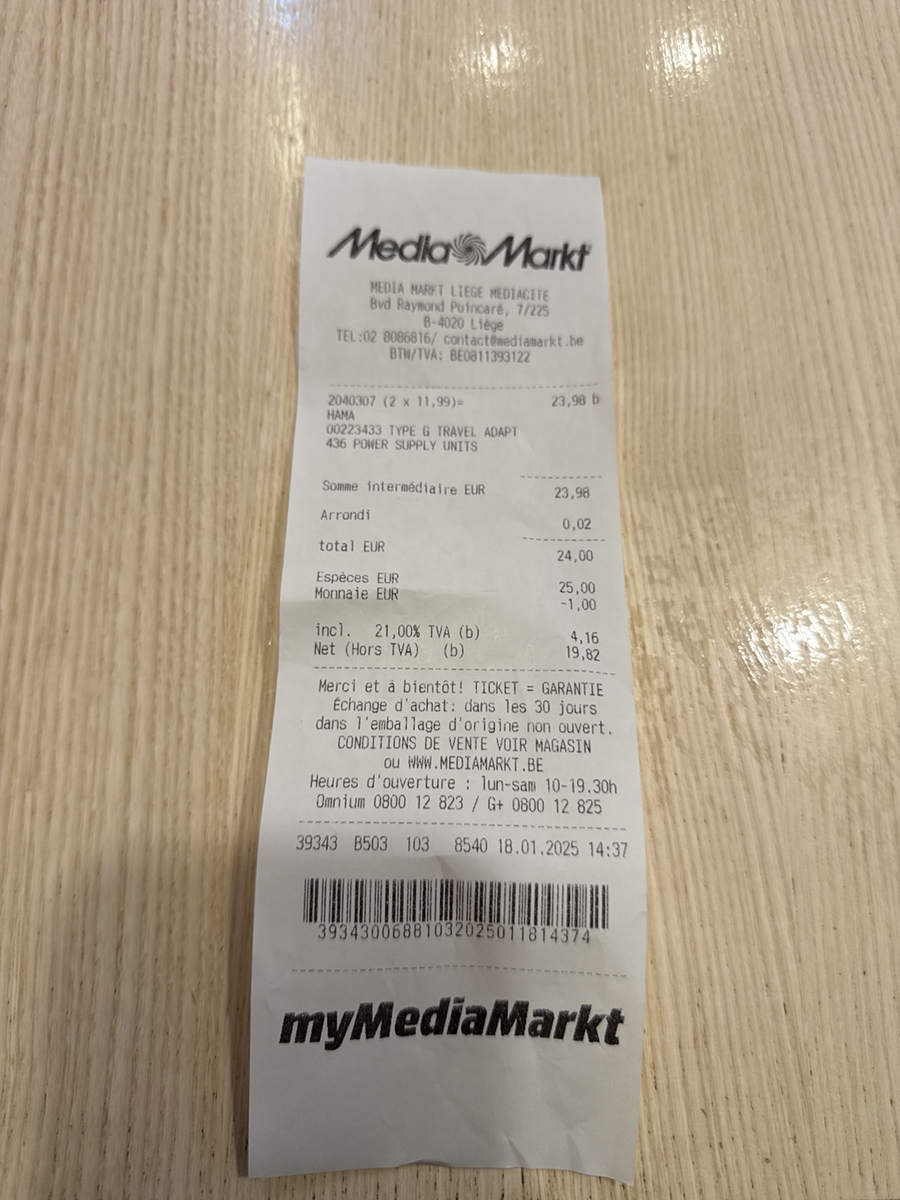 Media Markt
MEDIA MARKT LIEGE MEDIACITE
Bvd Raymond Poincaré, 7/225
B-4020 Liège
TEL:02 8086816/ contact@mediamarkt.be
BTW/TVA: BE0811393122
2040307 (2 x 11,99)= 23,98 b
HAMA
00223433 TYPE G TRAVEL ADAPT
436 POWER SUPPLY UNITS
Somme intermédiaire EUR 23,98
Arrondi 0,02
total EUR 24,00
Espèces EUR 25,00
Monnaie EUR -1,00
incl. 21,00% TVA (b) 4,16
Net (Hors TVA) (b) 19,82
Merci et à bientôt! TICKET = GARANTIE
Échange d'achat: dans les 30 jours
dans l'emballage d'origine non ouvert.
CONDITIONS DE VENTE VOIR MAGASIN
ou WWW.MEDIAMARKT.BE
Heures d'ouverture : lun-sam 10-19.30h
Omnium 0800 12 823 / G+ 0800 12 825
39343 B503 103 8540 18.01.2025 14:37
39343006881032025011814374
myMediaMarkt